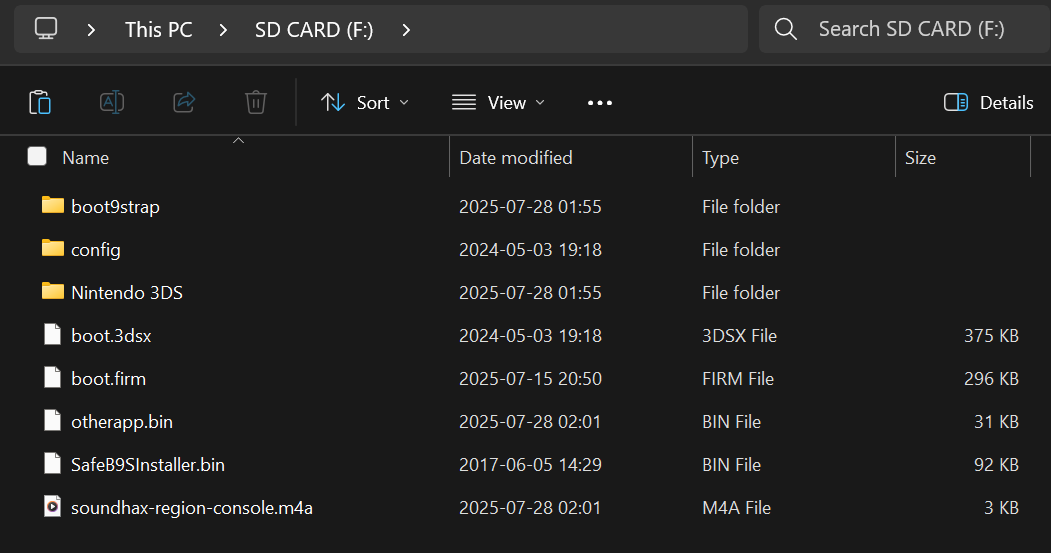 This PC > SD CARD (F:) > Search SD CARD (F:)
Sort View ••• Details
Name Date modified Type Size
boot9strap 2025-07-28 01:55 File folder
config 2024-05-03 19:18 File folder
Nintendo 3DS 2025-07-28 01:55 File folder
boot.3dsx 2024-05-03 19:18 3DSX File 375 KB
boot.firm 2025-07-15 20:50 FIRM File 296 KB
otherapp.bin 2025-07-28 02:01 BIN File 31 KB
SafeB9SInstaller.bin 2017-06-05 14:29 BIN File 92 KB
soundhax-region-console.m4a 2025-07-28 02:01 M4A File 3 KB